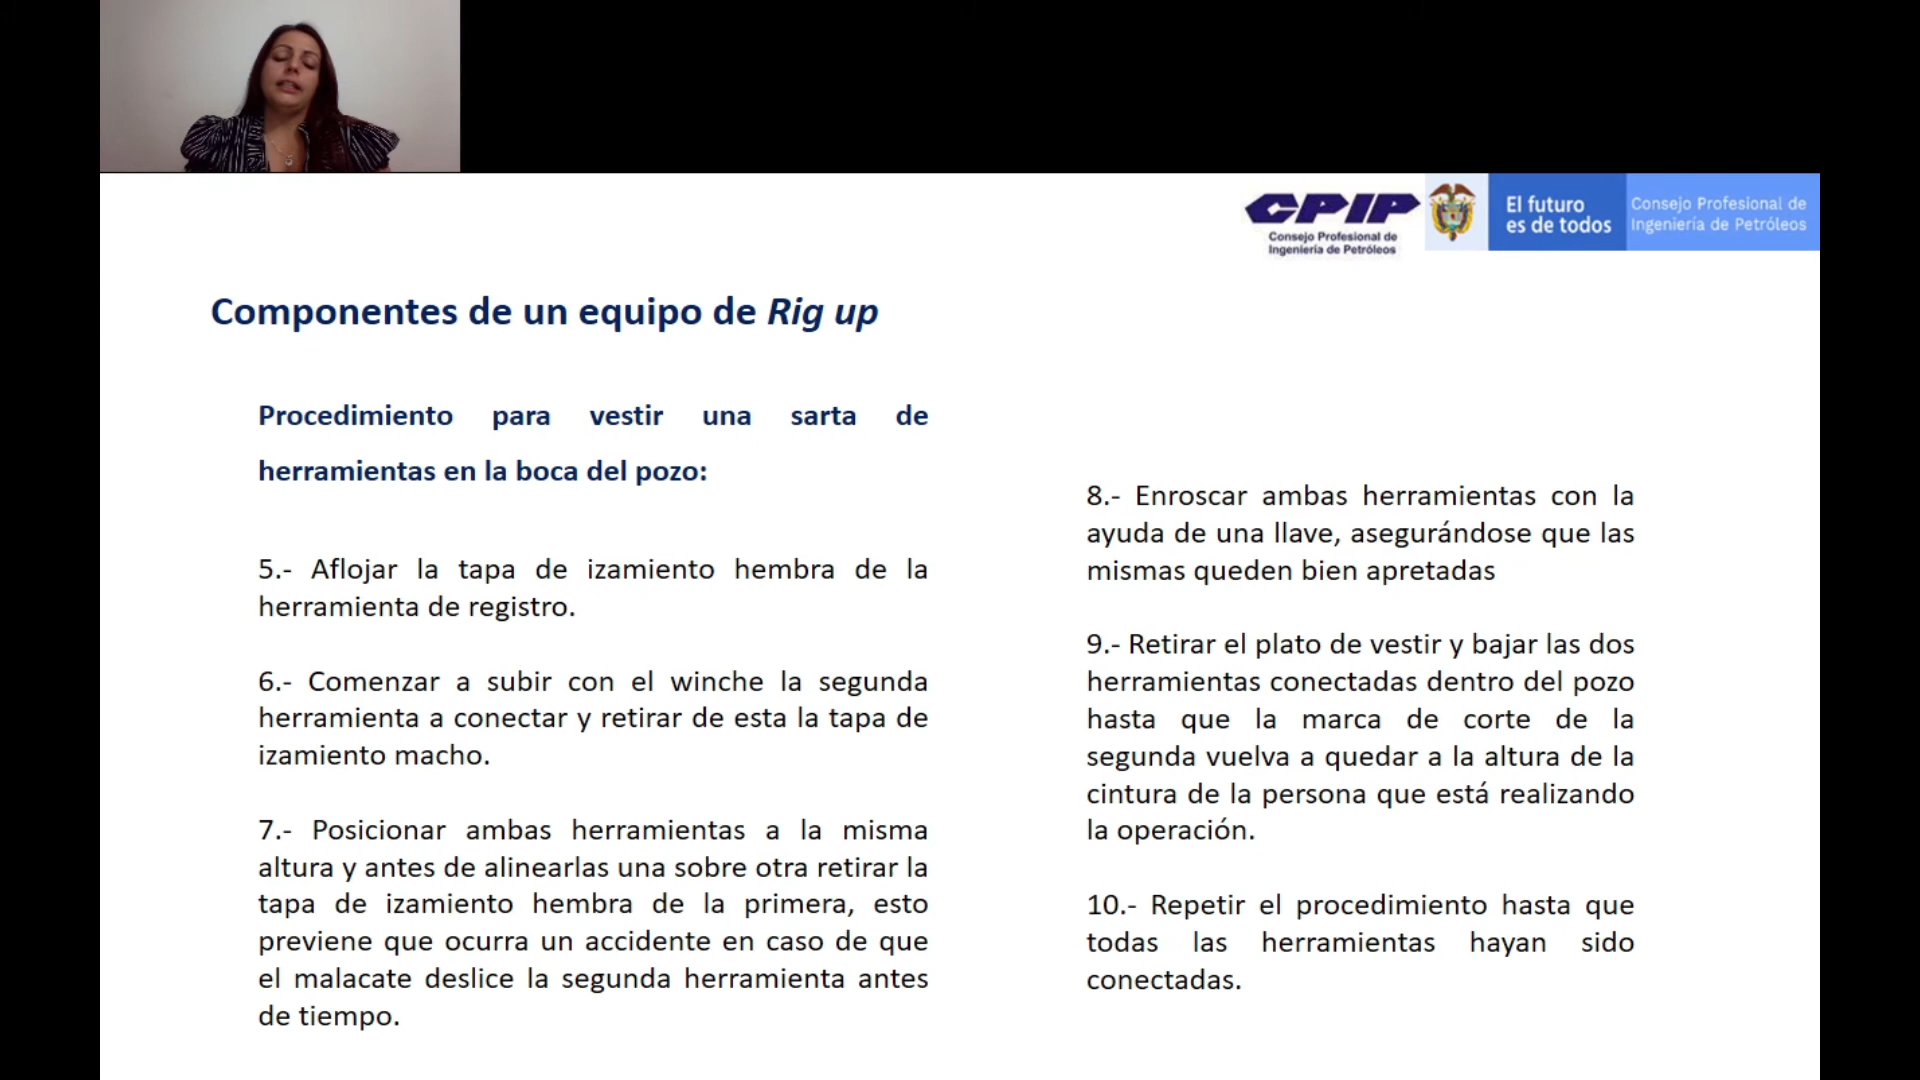 CPIP
Consejo Profesional de
Ingeniería de Petróleos
El futuro
es de todos
Consejo Profesional de
Ingeniería de Petróleos
Componentes de un equipo de Rig up
Procedimiento para vestir una sarta de
herramientas en la boca del pozo:
5.- Aflojar la tapa de izamiento hembra de la
herramienta de registro.
6.- Comenzar a subir con el winche la segunda
herramienta a conectar y retirar de esta la tapa de
izamiento macho.
7.- Posicionar ambas herramientas a la misma
altura y antes de alinearlas una sobre otra retirar la
tapa de izamiento hembra de la primera, esto
previene que ocurra un accidente en caso de que
el malacate deslice la segunda herramienta antes
de tiempo.
8.- Enroscar ambas herramientas con la
ayuda de una llave, asegurándose que las
mismas queden bien apretadas
9.- Retirar el plato de vestir y bajar las dos
herramientas conectadas dentro del pozo
hasta que la marca de corte de la
segunda vuelva a quedar a la altura de la
cintura de la persona que está realizando
la operación.
10.- Repetir el procedimiento hasta que
todas las herramientas hayan sido
conectadas.